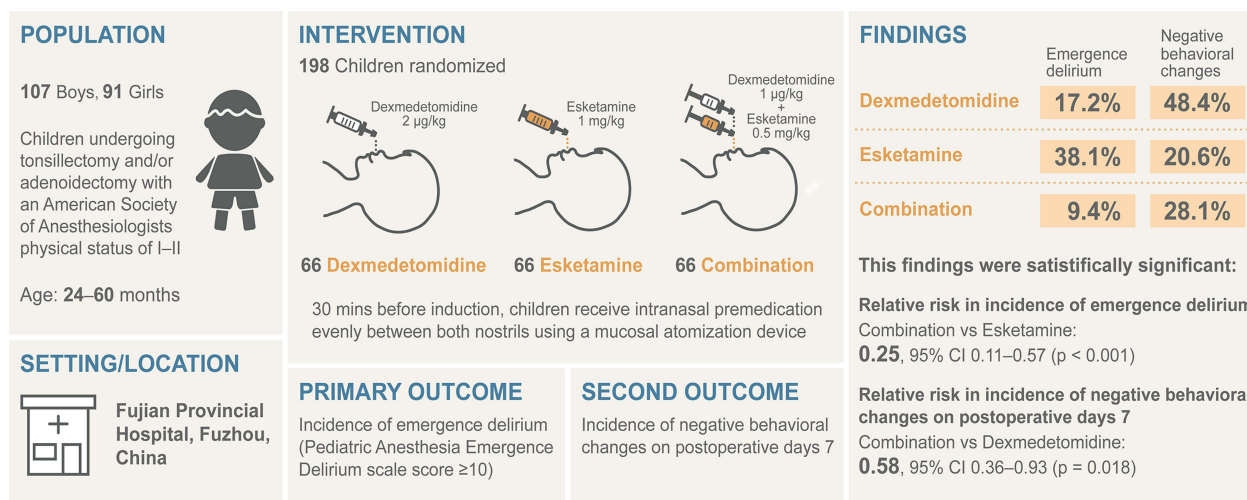 POPULATION
107 Boys, 91 Girls
Children undergoing
tonsillectomy and/or
adenoidectomy with
an American Society
of Anesthesiologists
physical status of I–II
Age: 24–60 months
SETTING/LOCATION
Fujian Provincial
Hospital, Fuzhou,
China
INTERVENTION
198 Children randomized
Dexmedetomidine
2 µg/kg
Esketamine
1 mg/kg
Dexmedetomidine
1 µg/kg
+
Esketamine
0.5 mg/kg
66 Dexmedetomidine
66 Esketamine
66 Combination
30 mins before induction, children receive intranasal premedication
evenly between both nostrils using a mucosal atomization device
PRIMARY OUTCOME
Incidence of emergence delirium
(Pediatric Anesthesia Emergence
Delirium scale score ≥10)
SECOND OUTCOME
Incidence of negative behavioral
changes on postoperative days 7
FINDINGS
Emergence
delirium
Negative
behavioral
changes
Dexmedetomidine 17.2% 48.4%
Esketamine 38.1% 20.6%
Combination 9.4% 28.1%
This findings were satistifically significant:
Relative risk in incidence of emergence delirium
Combination vs Esketamine:
0.25, 95% CI 0.11–0.57 (p < 0.001)
Relative risk in incidence of negative behaviora
changes on postoperative days 7
Combination vs Dexmedetomidine:
0.58, 95% CI 0.36–0.93 (p = 0.018)